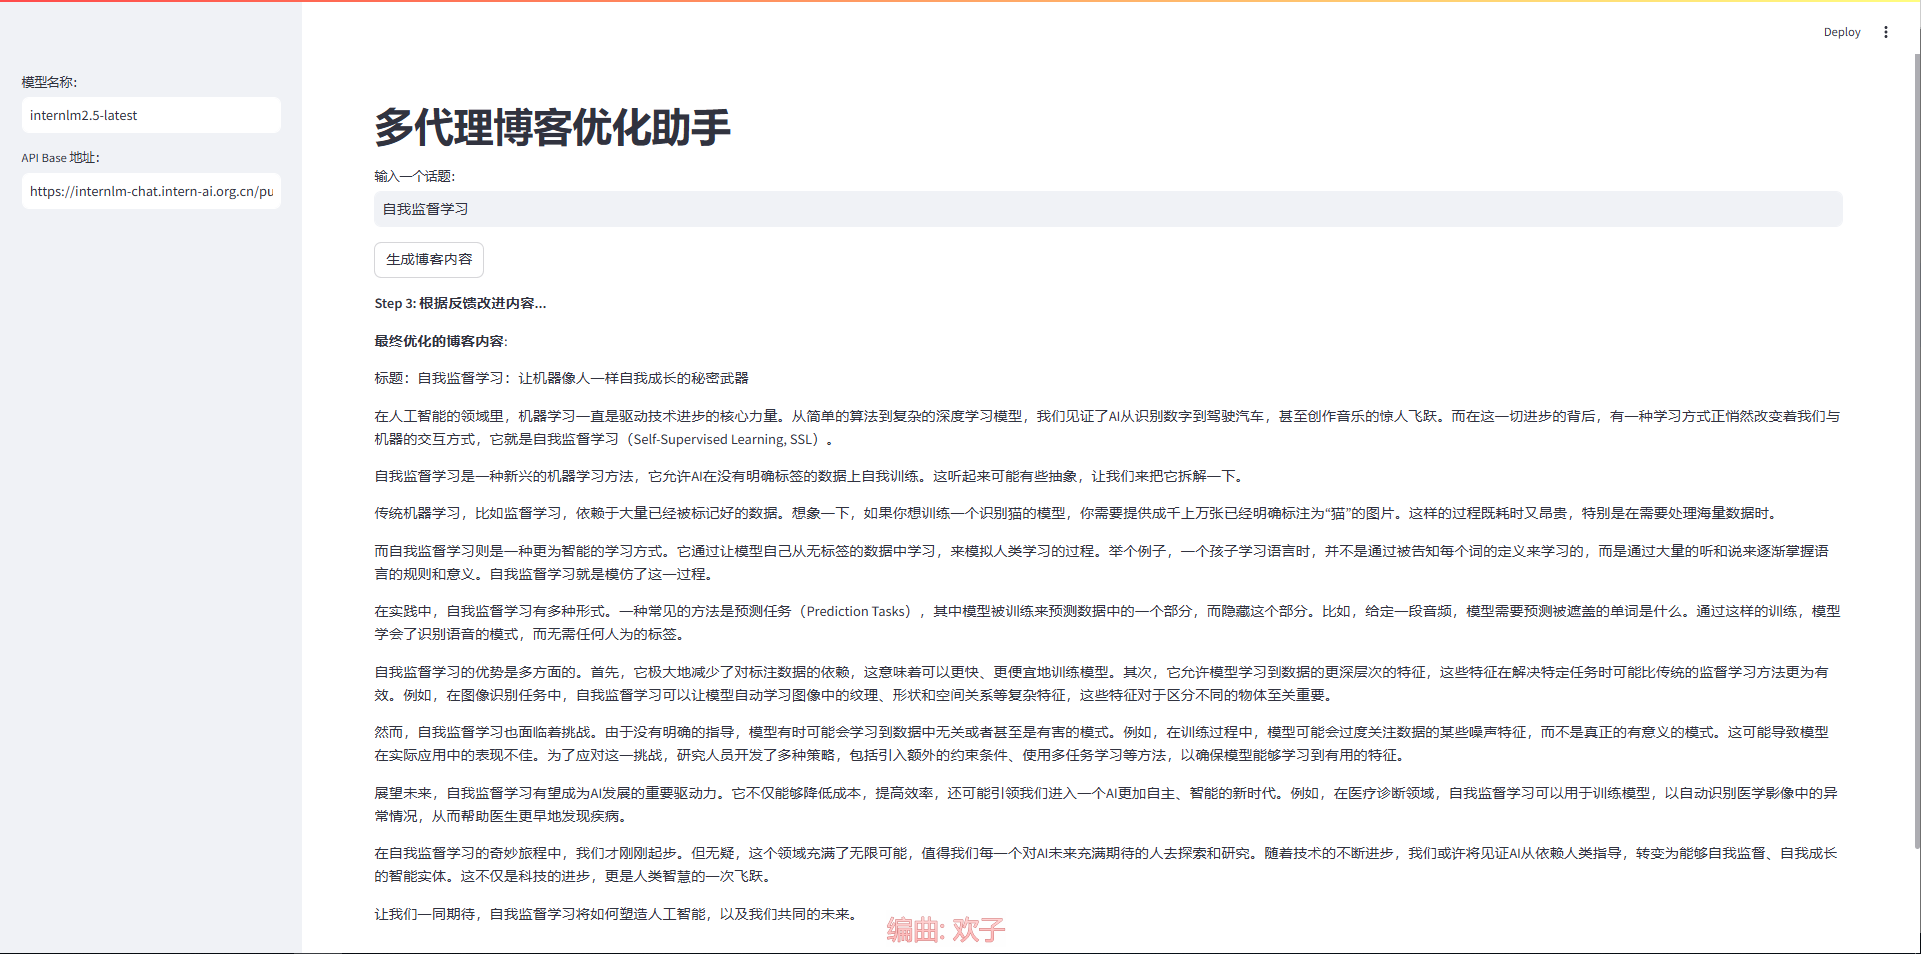 Deploy
模型名称：
internlm2.5-latest
API Base 地址：
https://internlm-chat.intern-ai.org.cn/pu
多代理博客优化助手
输入一个话题：
自我监督学习
生成博客内容
Step 3: 根据反馈改进内容...
最终优化的博客内容:
标题：自我监督学习：让机器像人一样自我成长的秘密武器
在人工智能的领域里，机器学习一直是驱动技术进步的核心力量。从简单的算法到复杂的深度学习模型，我们见证了AI从识别数字到驾驶汽车，甚至创作音乐的惊人飞跃。而在这一切进步的背后，有一种学习方式正悄然改变着我们与
机器的交互方式，它就是自我监督学习（Self-Supervised Learning, SSL）。
自我监督学习是一种新兴的机器学习方法，它允许AI在没有明确标签的数据上自我训练。这听起来可能有些抽象，让我们来把它拆解一下。
传统机器学习，比如监督学习，依赖于大量已经被标记好的数据。想象一下，如果你想训练一个识别猫的模型，你需要提供成千上万张已经明确标注为“猫”的图片。这样的过程既耗时又昂贵，特别是在需要处理海量数据时。
而自我监督学习则是一种更为智能的学习方式。它通过让模型自己从无标签的数据中学习，来模拟人类学习的过程。举个例子，一个孩子学习语言时，并不是通过被告知每个词的定义来学习的，而是通过大量的听和说来逐渐掌握语
言的规则和意义。自我监督学习就是模仿了这一过程。
在实践中，自我监督学习有多种形式。一种常见的方法是预测任务（Prediction Tasks），其中模型被训练来预测数据中的一个部分，而隐藏这个部分。比如，给定一段音频，模型需要预测被遮盖的单词是什么。通过这样的训练，模型
学会了识别语音的模式，而无需任何人为的标签。
自我监督学习的优势是多方面的。首先，它极大地减少了对标注数据的依赖，这意味着可以更快、更便宜地训练模型。其次，它允许模型学习到数据的更深层次的特征，这些特征在解决特定任务时可能比传统的监督学习方法更为有
效。例如，在图像识别任务中，自我监督学习可以让模型自动学习图像中的纹理、形状和空间关系等复杂特征，这些特征对于区分不同的物体至关重要。
然而，自我监督学习也面临着挑战。由于没有明确的指导，模型有时可能会学习到数据中无关或者甚至是有害的模式。例如，在训练过程中，模型可能会过度关注数据的某些噪声特征，而不是真正的有意义的模式。这可能导致模型
在实际应用中的表现不佳。为了应对这一挑战，研究人员开发了多种策略，包括引入额外的约束条件、使用多任务学习等方法，以确保模型能够学习到有用的特征。
展望未来，自我监督学习有望成为AI发展的重要驱动力。它不仅能够降低成本，提高效率，还可能引领我们进入一个AI更加自主、智能的新时代。例如，在医疗诊断领域，自我监督学习可以用于训练模型，以自动识别医学影像中的异
常情况，从而帮助医生更早地发现疾病。
在自我监督学习的奇妙旅程中，我们才刚刚起步。但无疑，这个领域充满了无限可能，值得我们每一个对AI未来充满期待的人去探索和研究。随着技术的不断进步，我们或许将见证AI从依赖人类指导，转变为能够自我监督、自我成长
的智能实体。这不仅是科技的进步，更是人类智慧的一次飞跃。
让我们一同期待，自我监督学习将如何塑造人工智能，以及我们共同的未来。
编曲: 欢子